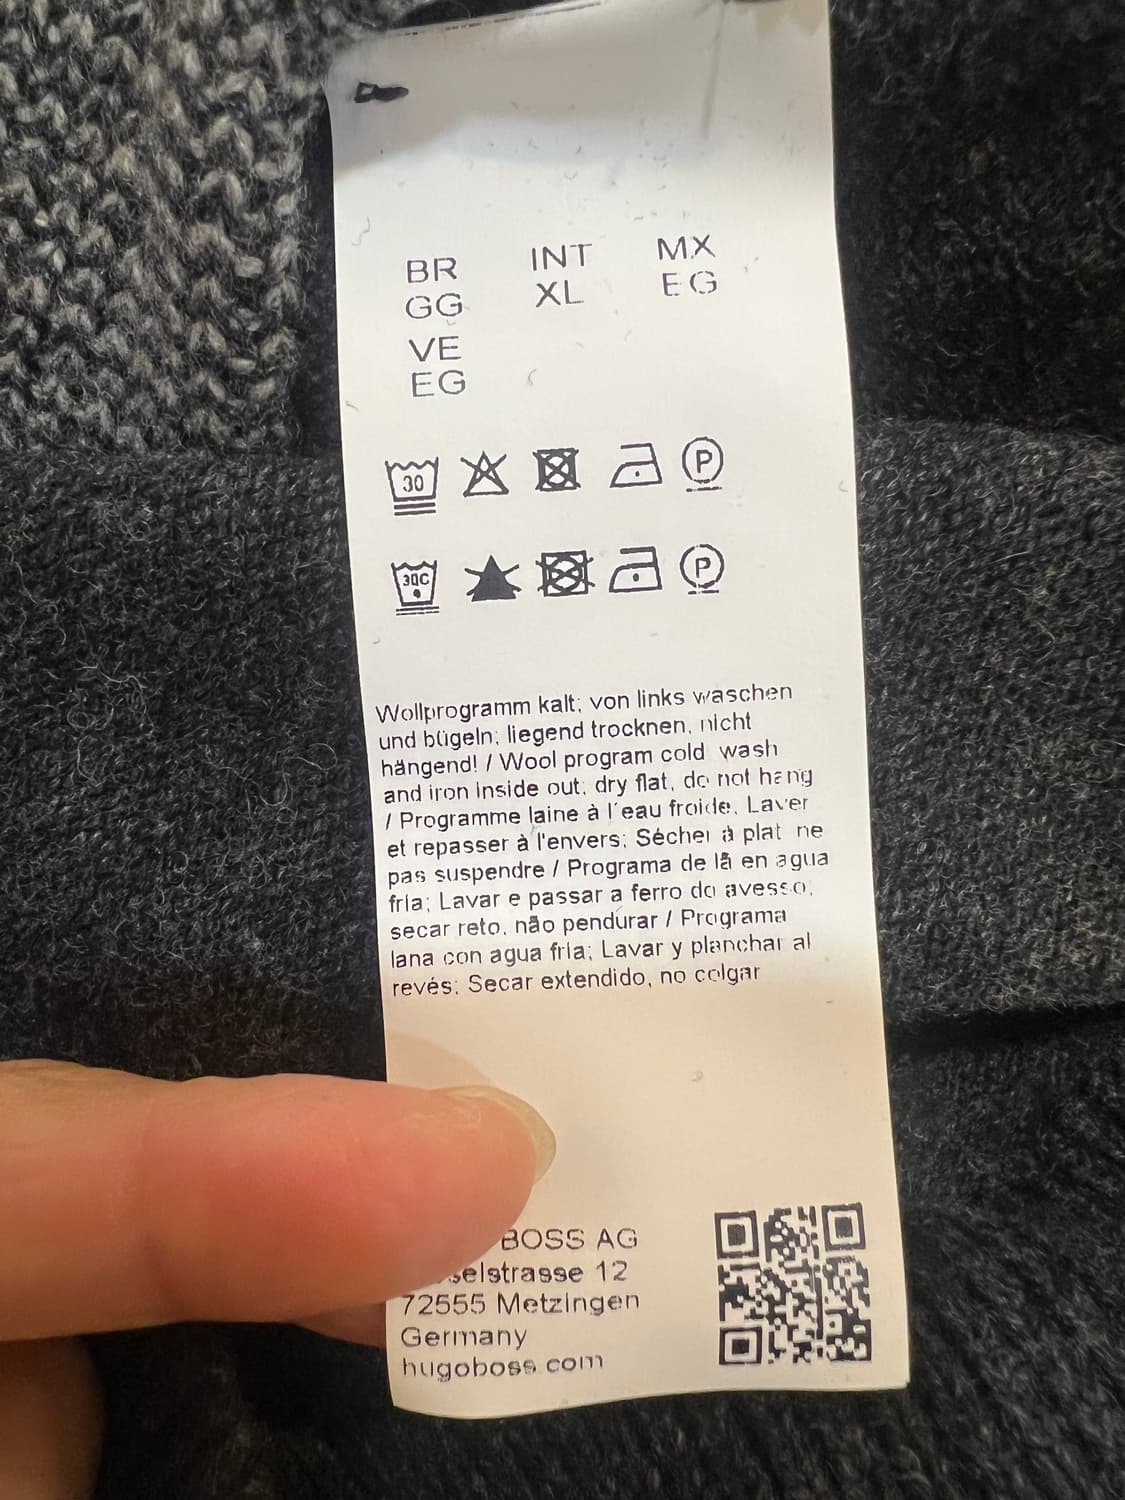 BR INT MX
GG XL EG
VE
EG
30 P
30C P
Wollprogramm kalt; von links waschen
und bügeln; liegend trocknen, nicht
hängend! / Wool program cold wash
and iron inside out; dry flat, do not hang
/ Programme laine à l'eau froide, Laver
et repasser à l'envers; Sécher à plat ne
pas suspendre / Programa de lã en agua
fria; Lavar e passar a ferro do avesso;
secar reto, não pendurar / Programa
lana con agua fria; Lavar y planchar al
revés; Secar extendido, no colgar
BOSS AG
12
72555 Metzingen
Germany
hugoboss.com